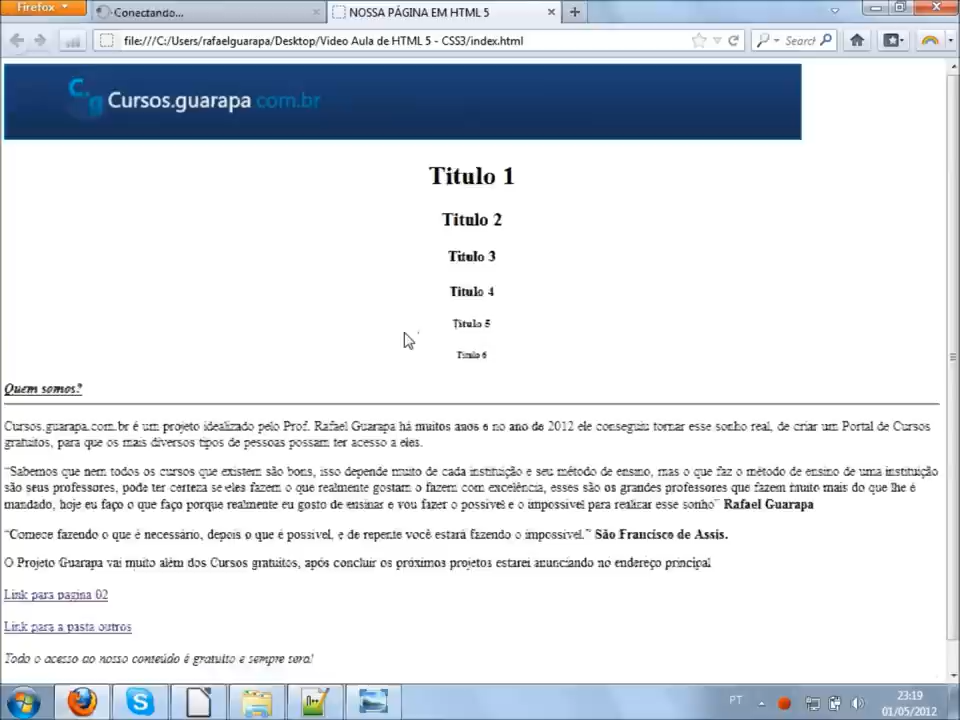 Firefox
Conectando...
NOSSA PÁGINA EM HTML 5
file:///C:/Users/rafaelguarapa/Desktop/Video Aula de HTML 5 - CSS3/index.html
Search
C.g Cursos.guarapa.com.br
Titulo 1
Titulo 2
Titulo 3
Titulo 4
Titulo 5
Titulo 6
Quem somos?
Cursos.guarapa.com.br é um projeto idealizado pelo Prof. Rafael Guarapa há muitos anos e no ano de 2012 ele conseguiu tornar esse sonho real, de criar um Portal de Cursos
gratuitos, para que os mais diversos tipos de pessoas possam ter acesso a eles.
“Sabemos que nem todos os cursos que existem são bons, isso depende muito de cada instituição e seu método de ensino, mas o que faz o método de ensino de uma instituição
são seus professores, pode ter certeza se eles fazem o que realmente gostam o fazem com excelência, esses são os grandes professores que fazem muito mais do que lhe é
mandado, hoje eu faço o que faço porque realmente eu gosto de ensinar e vou fazer o possível e o impossível para realizar esse sonho” Rafael Guarapa
“Comece fazendo o que é necessário, depois o que é possível, e de repente você estará fazendo o impossível.” São Francisco de Assis.
O Projeto Guarapa vai muito além dos Cursos gratuitos, após concluir os próximos projetos estarei anunciando no endereço principal
Link para pagina 02
Link para a pasta outros
Todo o acesso ao nosso conteúdo é gratuito e sempre será!
PT
23:19
01/05/2012